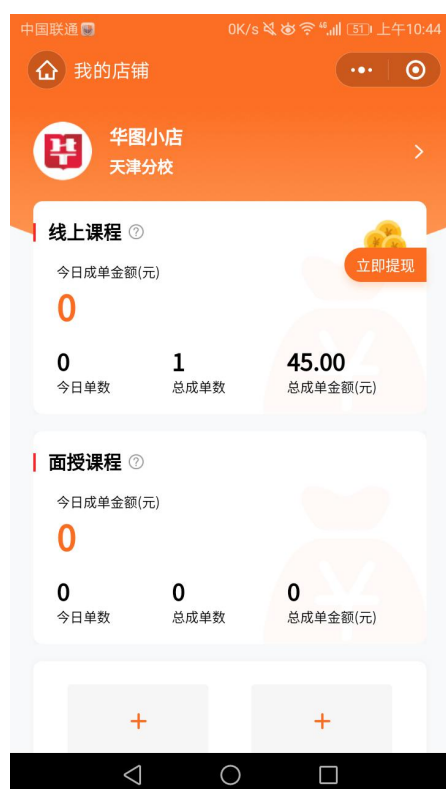 中国联通 0K/s 46 51 上午10:44
我的店铺
华图小店
天津分校
线上课程
立即提现
今日成单金额(元)
0
0 1 45.00
今日单数 总成单数 总成单金额(元)
面授课程
今日成单金额(元)
0
0 0 0
今日单数 总成单数 总成单金额(元)
+ +